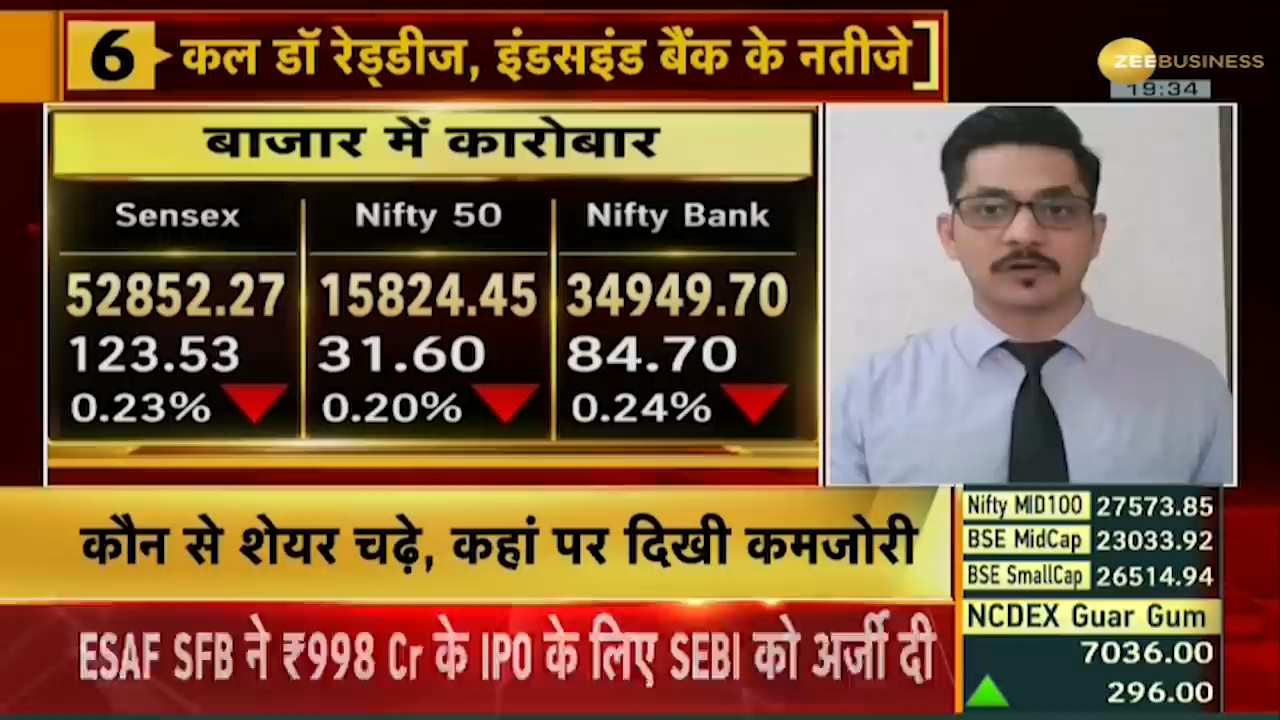 6 कल डॉ रेड्डीज, इंडसइंड बैंक के नतीजे
ZEEBUSINESS
19:34
बाजार में कारोबार
Sensex Nifty 50 Nifty Bank
52852.27 15824.45 34949.70
123.53 31.60 84.70
0.23% 0.20% 0.24%
कौन से शेयर चढ़े, कहां पर दिखी कमजोरी
ESAF SFB ने ₹998 Cr के IPO के लिए SEBI को अर्जी दी
Nifty MID100 27573.85
BSE MidCap 23033.92
BSE SmallCap 26514.94
NCDEX Guar Gum
7036.00
296.00